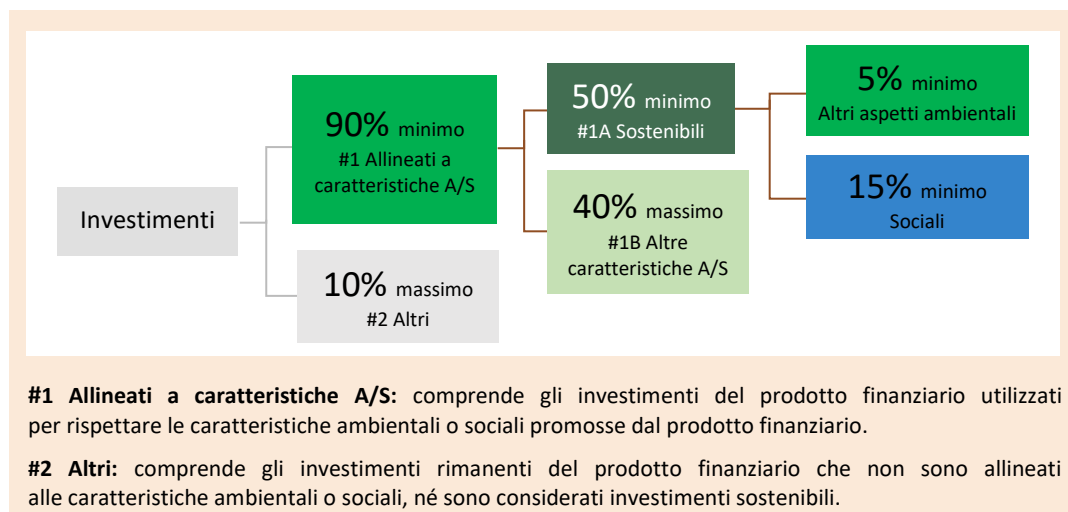 Investimenti
90% minimo
#1 Allineati a
caratteristiche A/S
10% massimo
#2 Altri
50% minimo
#1A Sostenibili
40% massimo
#1B Altre
caratteristiche A/S
5% minimo
Altri aspetti ambientali
15% minimo
Sociali
#1 Allineati a caratteristiche A/S: comprende gli investimenti del prodotto finanziario utilizzati
per rispettare le caratteristiche ambientali o sociali promosse dal prodotto finanziario.
#2 Altri: comprende gli investimenti rimanenti del prodotto finanziario che non sono allineati
alle caratteristiche ambientali o sociali, né sono considerati investimenti sostenibili.